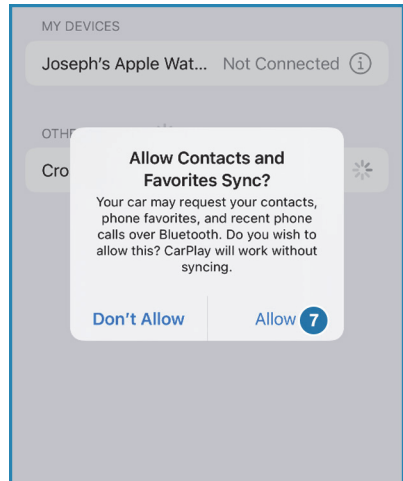 MY DEVICES
Joseph's Apple Wat... Not Connected
OTHE
Cro
Allow Contacts and
Favorites Sync?
Your car may request your contacts,
phone favorites, and recent phone
calls over Bluetooth. Do you wish to
allow this? CarPlay will work without
syncing.
Don't Allow Allow 7